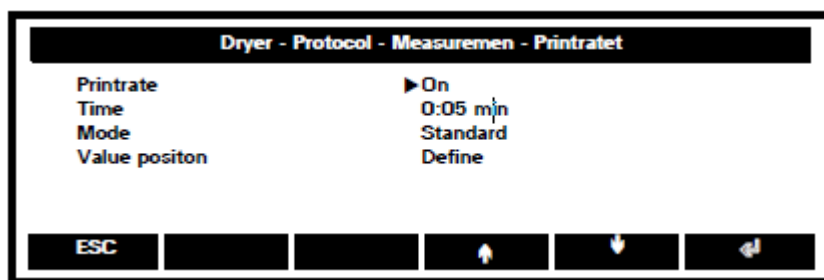 Dryer - Protocol - Measuremen - Printratet
Printrate ▶On
Time 0:05 min
Mode Standard
Value positon Define
ESC